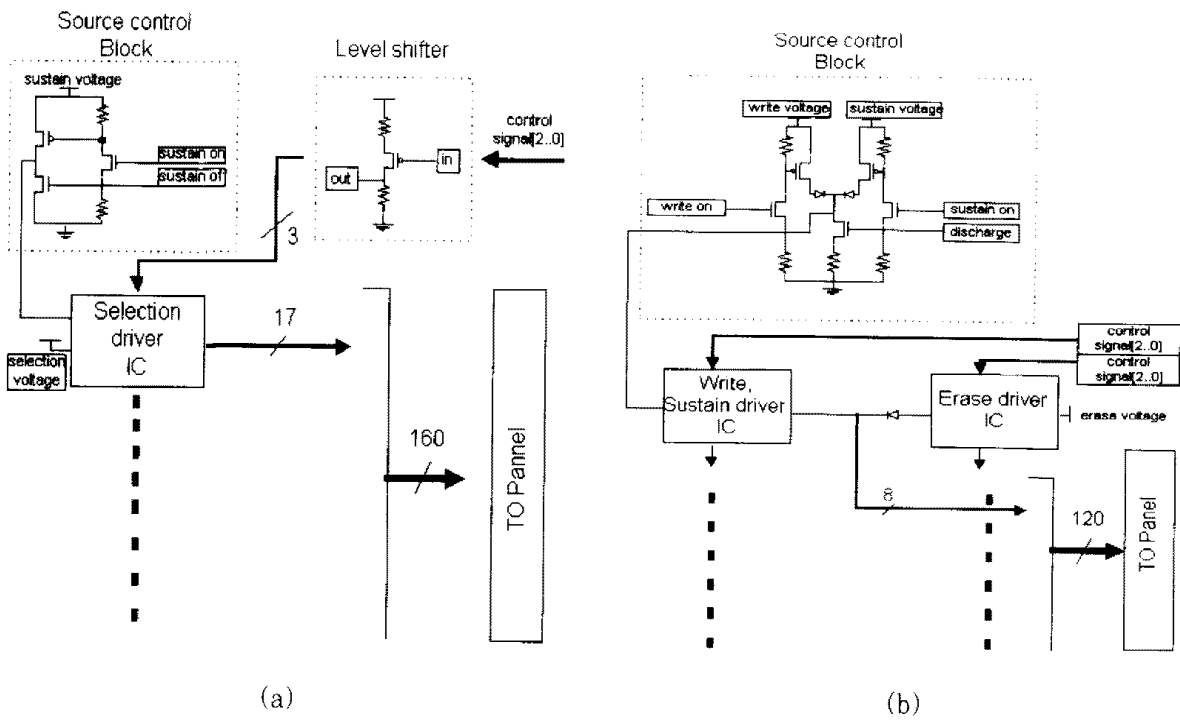 Source control
Block
Level shifter
sustain voltage
control
signal[2..0]
in
out
sustain on
sustain off
3
Selection
driver
IC
17
selection
voltage
160
TO Pannel
(a)
Source control
Block
write voltage
sustain voltage
write on
sustain on
discharge
control
signal[2..0]
control
signal[2..0]
Write,
Sustain driver
IC
Erase driver
IC
erase voltage
120
TO Panel
(b)